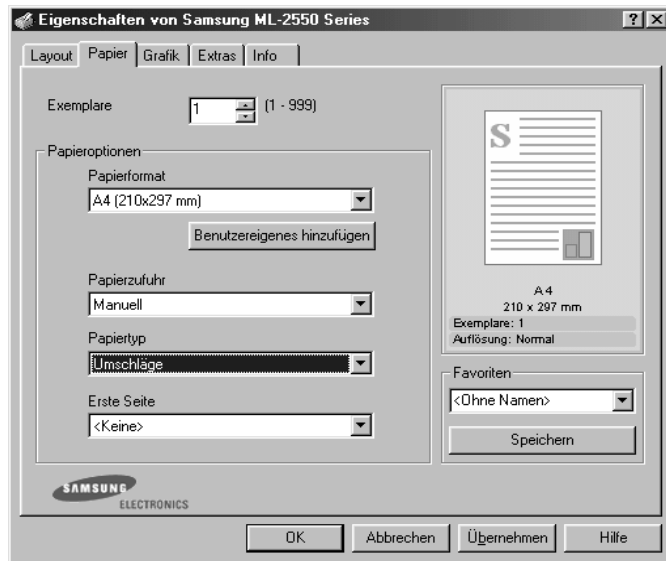 Eigenschaften von Samsung ML-2550 Series
Layout Papier Grafik Extras Info
Exemplare 1 (1 - 999)
Papieroptionen
Papierformat
A4 (210x297 mm)
Benutzereigenes hinzufügen
Papierzufuhr
Manuell
Papiertyp
Umschläge
Erste Seite
<Keine>
S
A4
210 x 297 mm
Exemplare: 1
Auflösung: Normal
Favoriten
<Ohne Namen>
Speichern
SAMSUNG
ELECTRONICS
OK Abbrechen Übernehmen Hilfe